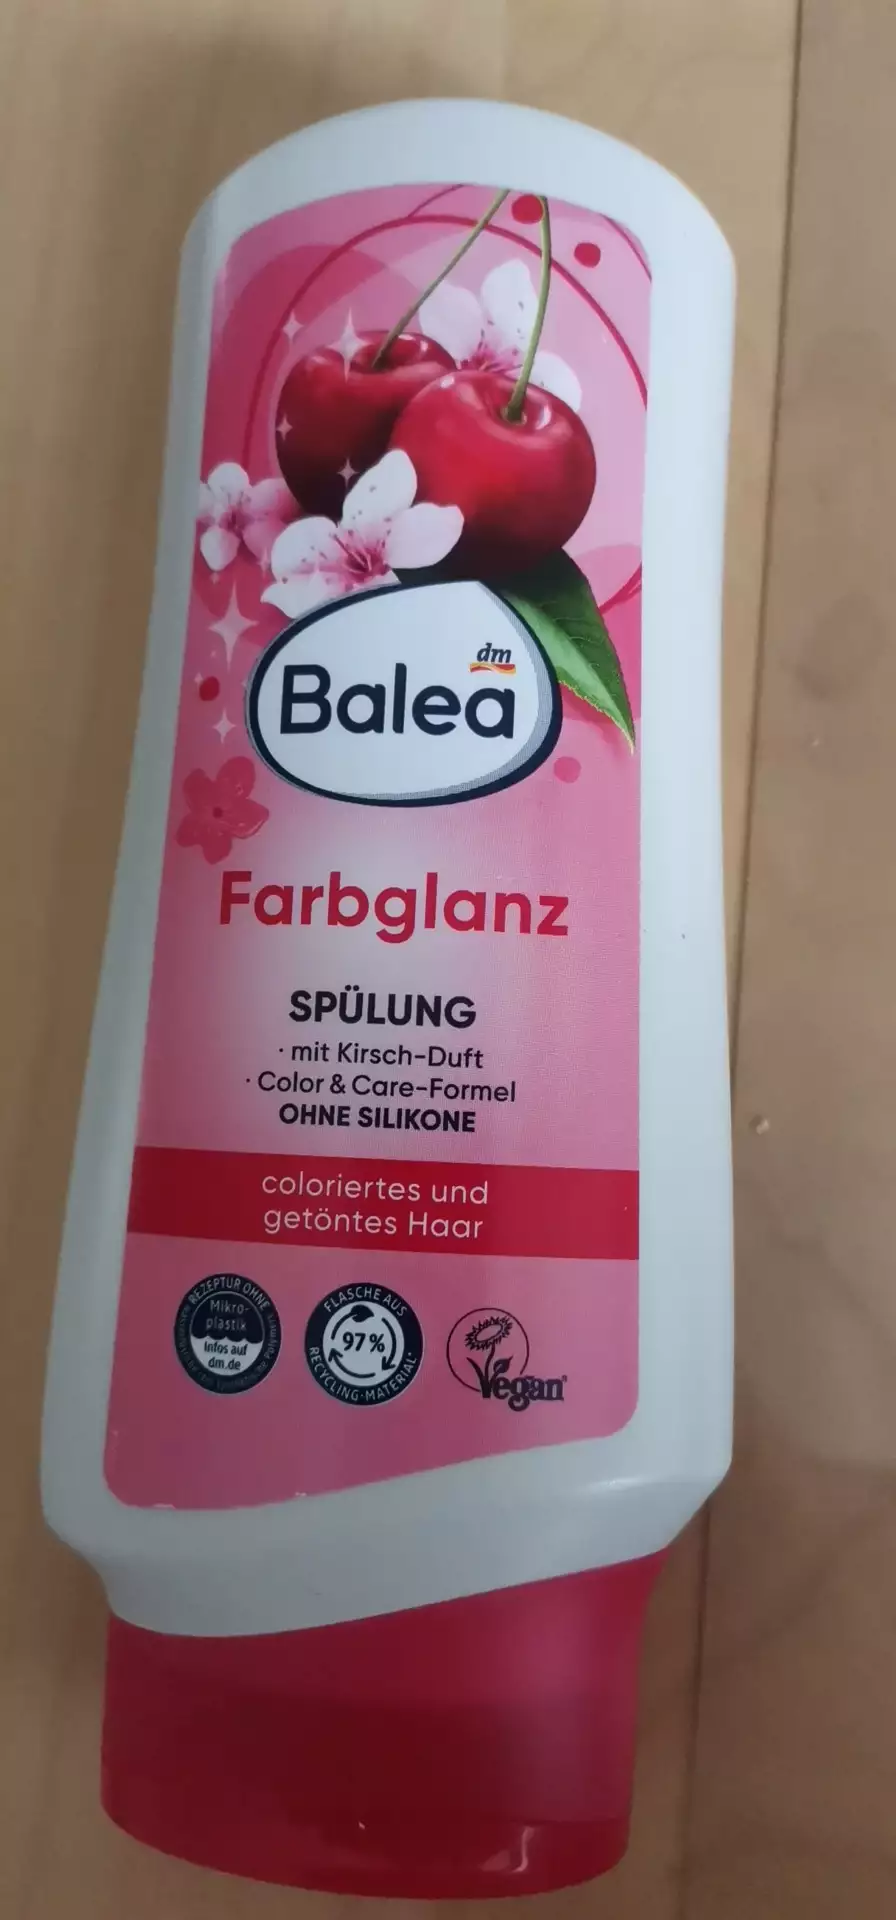 dm
Balea
Farbglanz
SPÜLUNG
· mit Kirsch-Duft
· Color & Care-Formel
OHNE SILIKONE
coloriertes und
getöntes Haar
REZEPTUR OHNE
Mikro-
plastik
Infos auf
dm.de
FLASCHE AUS
97%
RECYCLING-MATERIAL*
Vegan